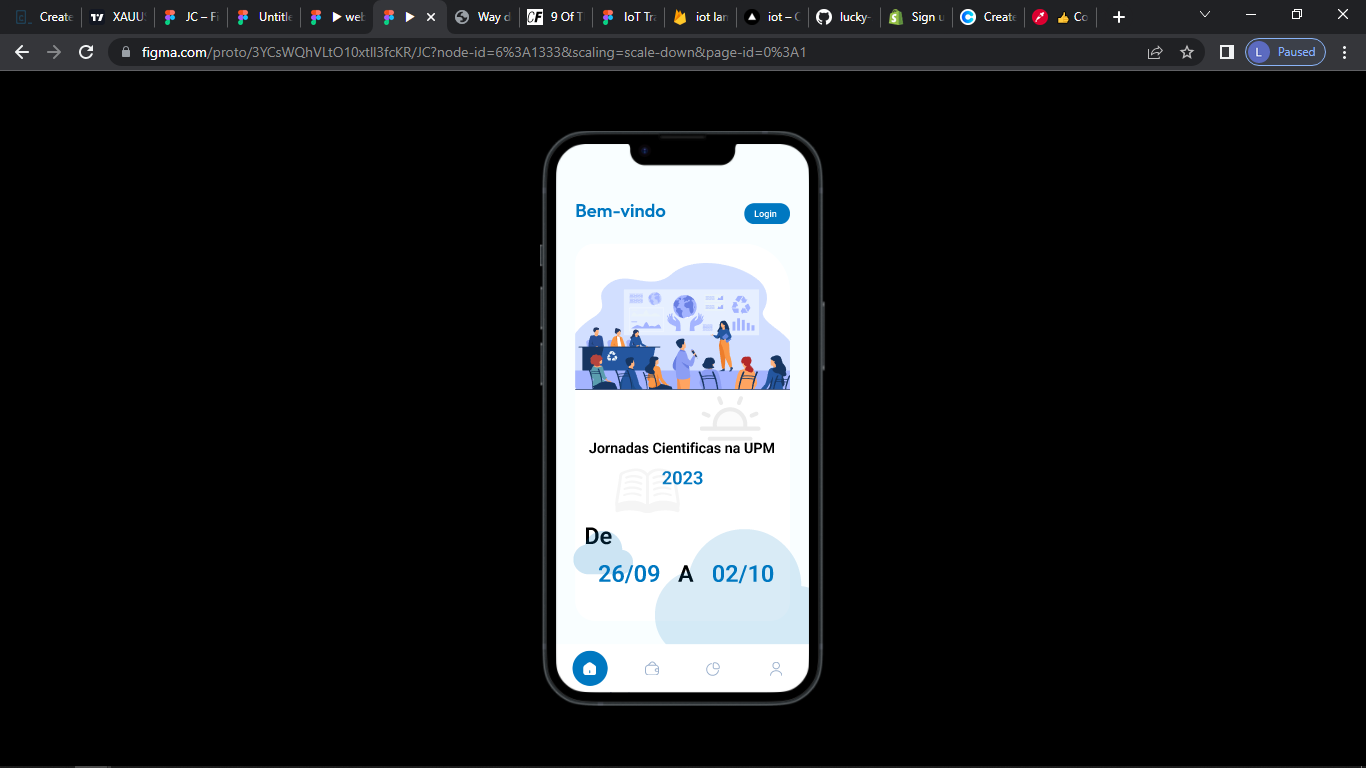 Create
XAUU
JC – Fi
Untitle
web
Way d
9 Of T
IoT Tra
iot lan
iot – C
lucky-
Sign u
Create
👍 Co
figma.com/proto/3YCsWQhVLtO10xtIl3fcKR/JC?node-id=6%3A1333&scaling=scale-down&page-id=0%3A1
L Paused
Bem-vindo
Login
Jornadas Cientificas na UPM
2023
De
26/09 A 02/10